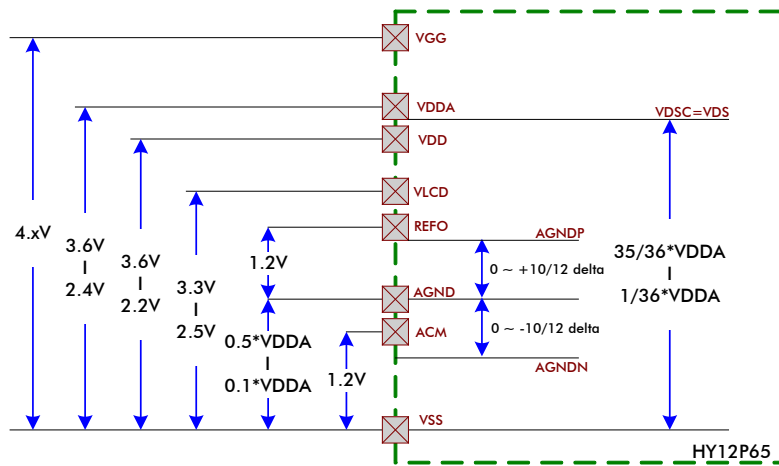 VGG
VDDA
VDSC=VDS
VDD
VLCD
REFO
AGNDP
4.xV
3.6V
–
2.4V
3.6V
–
2.2V
3.3V
–
2.5V
1.2V
0 ~ +10/12 delta
35/36*VDDA
–
1/36*VDDA
AGND
ACM
0 ~ -10/12 delta
0.5*VDDA
–
0.1*VDDA
1.2V
AGNDN
VSS
HY12P65